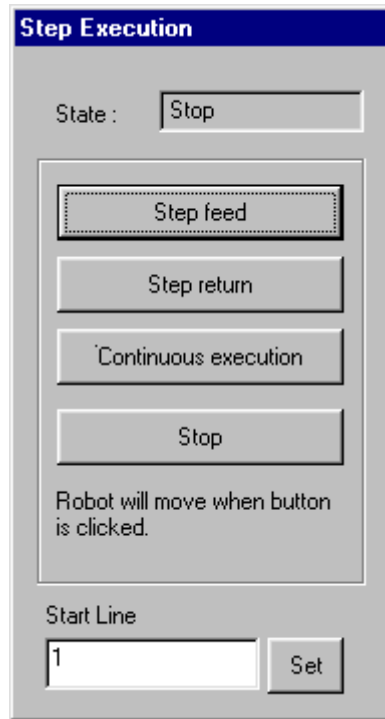 Step Execution
State : Stop
Step feed
Step return
Continuous execution
Stop
Robot will move when button
is clicked.
Start Line
1 Set